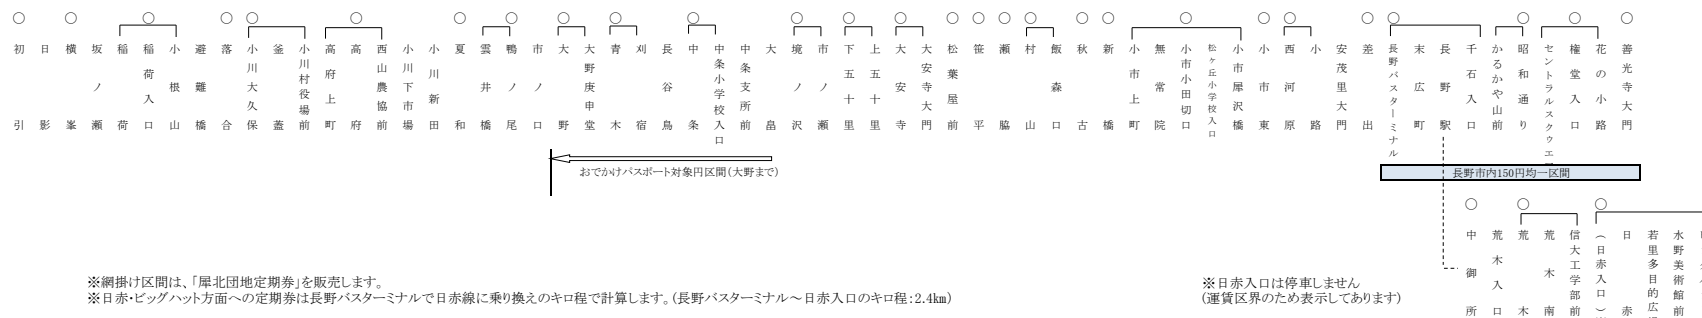 初引
日影
横峯
坂ノ瀬
稲荷
稲荷入口
小根山
避難橋
落合
小川大久保
釜蓋
小川村役場前
高府上町
高府
西山農協前
小川下市場
小川新田
夏和
雲井橋
鴨ノ尾
市ノ口
大野
大野庚申堂
青木
刈宿
長谷鳥
中条
中条小学校入口
中条支所前
大畠
境ノ沢
市ノ瀬
下五十里
上五十里
大安寺
大安寺大門
松葉屋前
笹平
瀬脇
村山
飯森口
秋古
新橋
小市上町
無常院
小市小田切口
松ヶ丘小学校入口
小市犀沢橋
小市東
西河原
小路
安茂里大門
差出
長野バスターミナル
末広町
長野駅
千石入口
かるかや山前
昭和通り
セントラルスクウエア
権堂入口
花の小路
善光寺大門
おでかけパスポート対象円区間(大野まで)
長野市内150円均一区間
中御所
荒木入口
荒木
荒木南
信大工学部前
(日赤入口)
日赤
若里多目的広場
水野美術館前
※網掛け区間は、「犀北団地定期券」を販売します。
※日赤・ビッグハット方面への定期券は長野バスターミナルで日赤線に乗り換えのキロ程で計算します。(長野バスターミナル～日赤入口のキロ程:2.4km)
※日赤入口は停車しません
(運賃区界のため表示してあります)